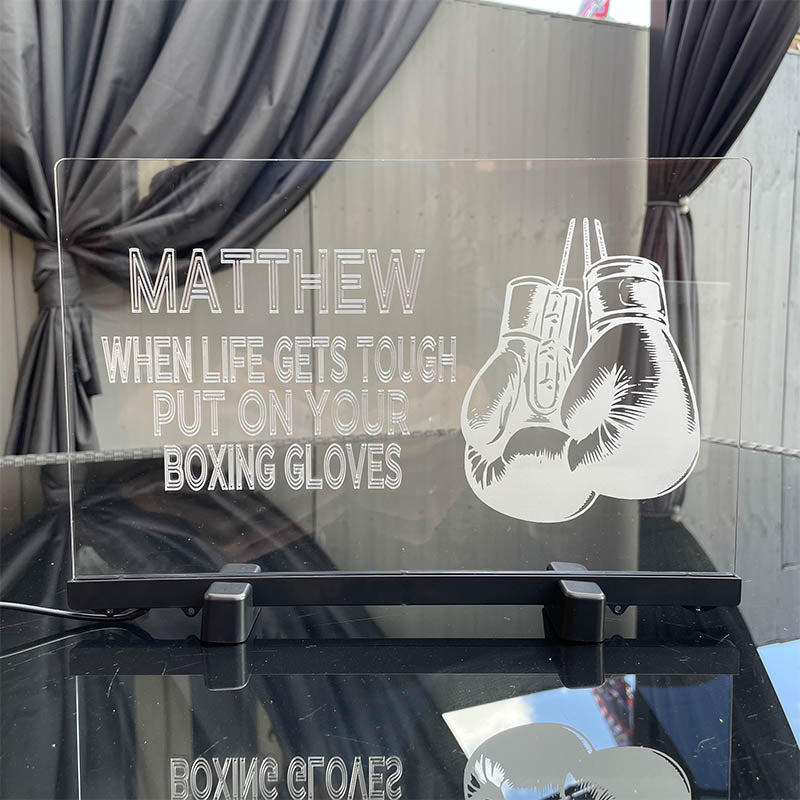 MATTHEW
WHEN LIFE GETS TOUGH
PUT ON YOUR
BOXING GLOVES
BOXING GLOVES